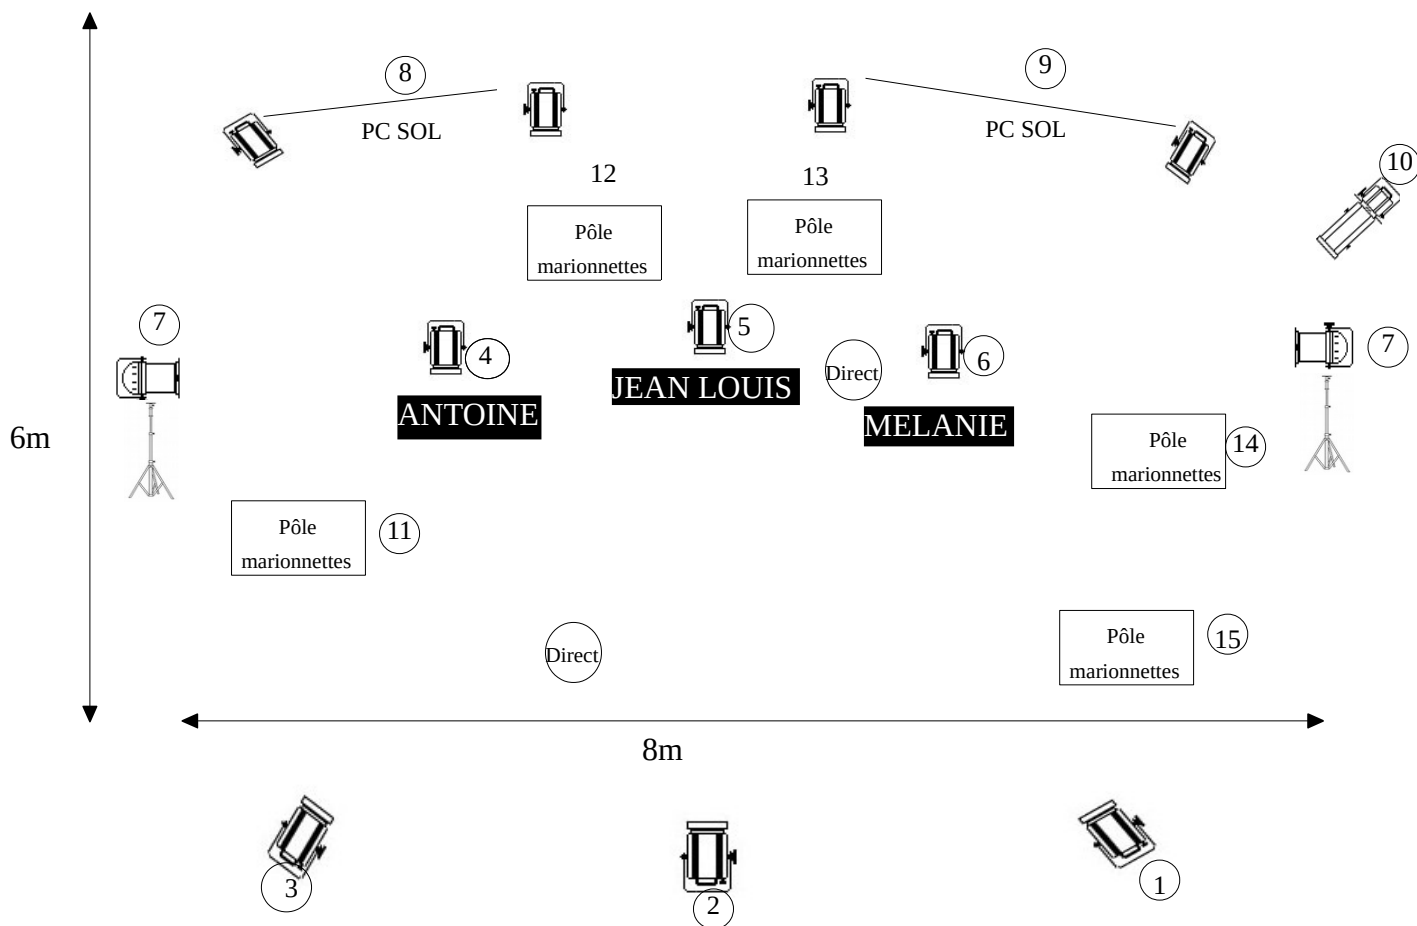 8
9
PC SOL
PC SOL
10
12
13
Pôle
marionnettes
Pôle
marionnettes
7
4
5
6
7
Direct
JEAN LOUIS
ANTOINE
MELANIE
6m
Pôle
marionnettes
14
Pôle
marionnettes
11
Direct
Pôle
marionnettes
15
8m
3
2
1